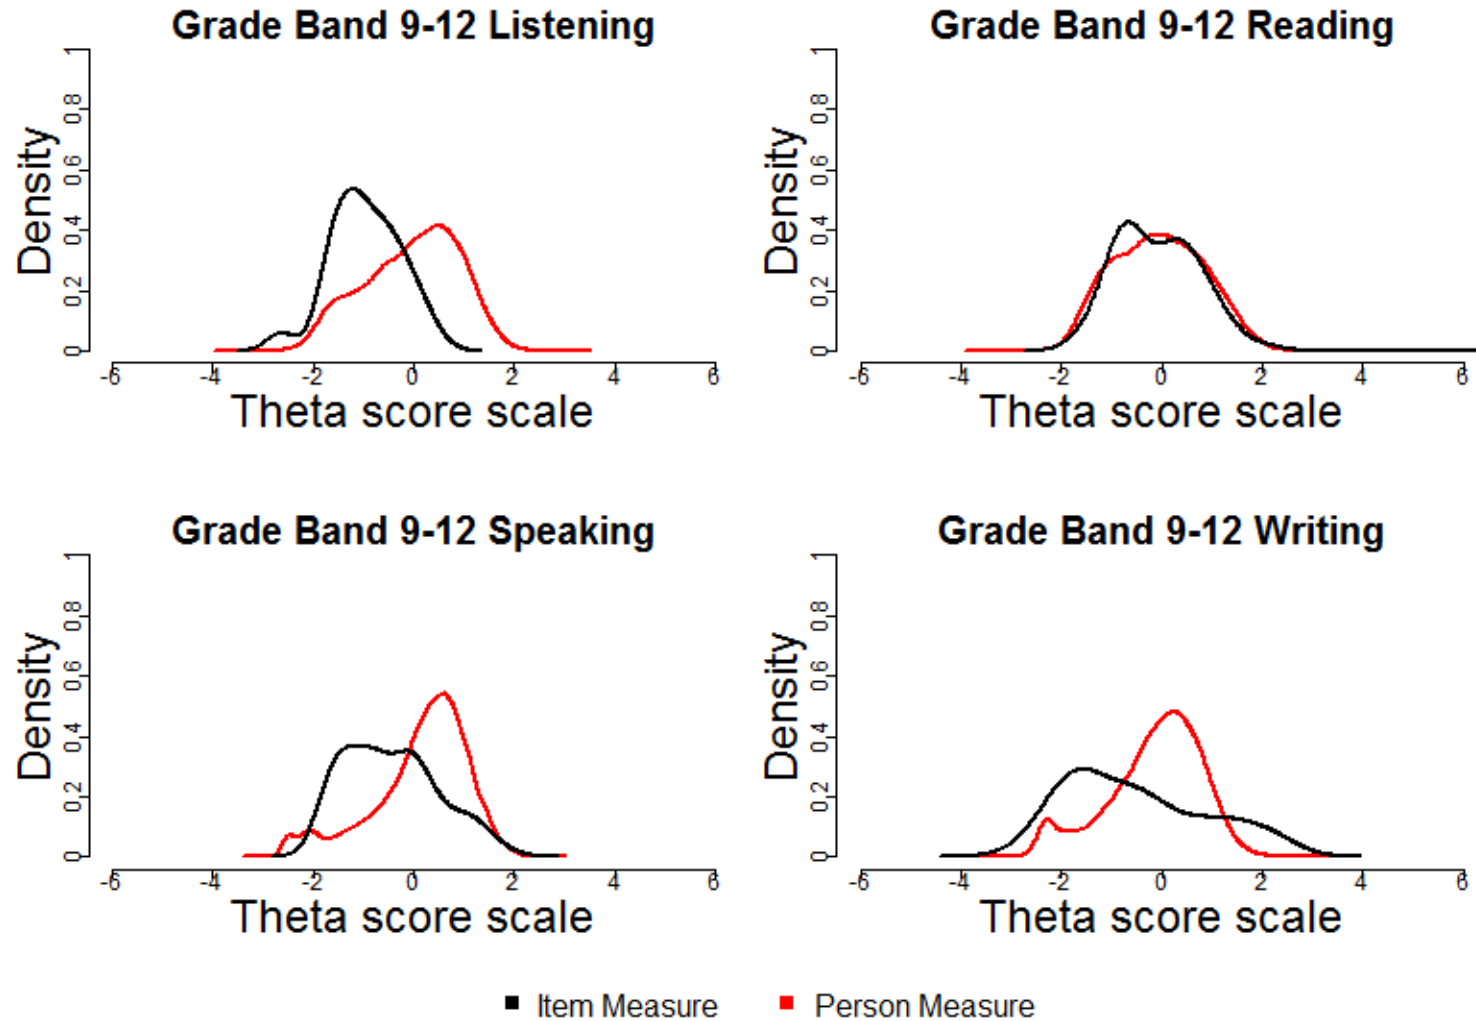 Grade Band 9-12 Listening
Density
0 0.2 0.4 0.6 0.8 1
-6 -4 -2 0 2 4 6
Theta score scale
Grade Band 9-12 Reading
Density
0 0.2 0.4 0.6 0.8 1
-6 -4 -2 0 2 4 6
Theta score scale
Grade Band 9-12 Speaking
Density
0 0.2 0.4 0.6 0.8 1
-6 -4 -2 0 2 4 6
Theta score scale
Grade Band 9-12 Writing
Density
0 0.2 0.4 0.6 0.8 1
-6 -4 -2 0 2 4 6
Theta score scale
Item Measure
Person Measure